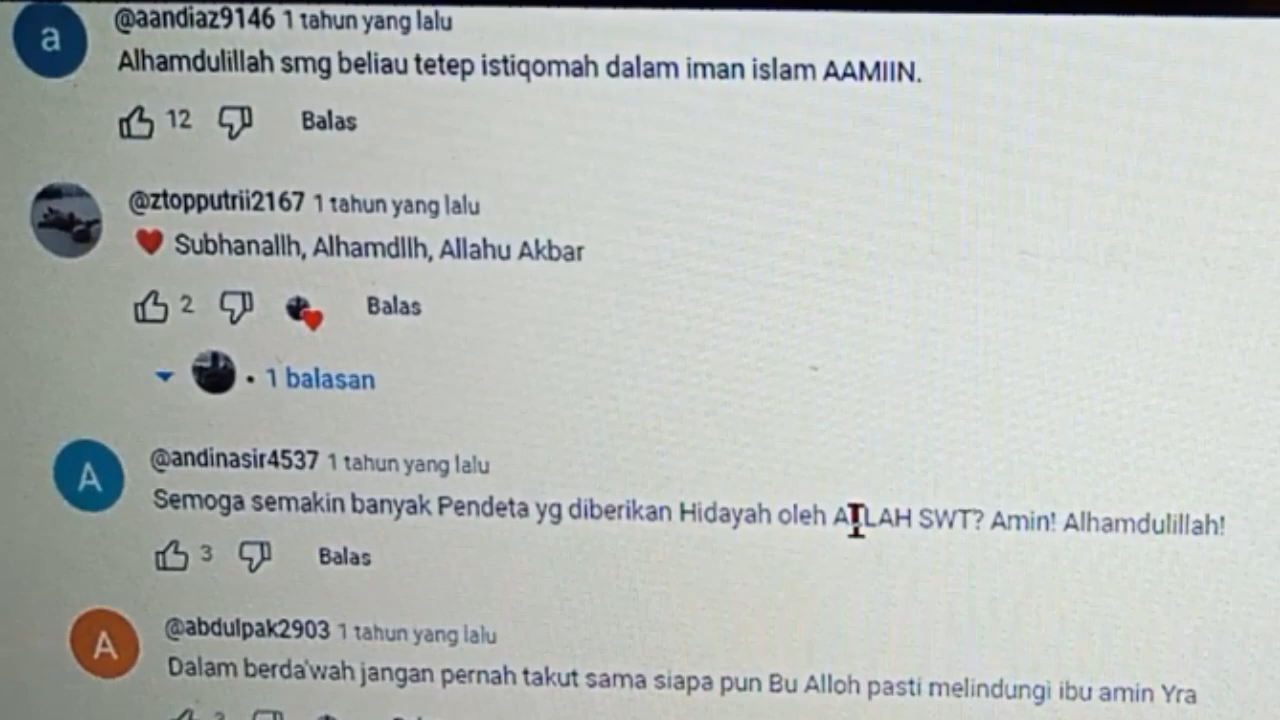 a
@aandiaz9146 1 tahun yang lalu
Alhamdulillah smg beliau tetep istiqomah dalam iman islam AAMIIN.
12 Balas
@ztopputrii2167 1 tahun yang lalu
Subhanallh, Alhamdllh, Allahu Akbar
2 Balas
1 balasan
A
@andinasir4537 1 tahun yang lalu
Semoga semakin banyak Pendeta yg diberikan Hidayah oleh ALLAH SWT? Amin! Alhamdulillah!
3 Balas
A
@abdulpak2903 1 tahun yang lalu
Dalam berda'wah jangan pernah takut sama siapa pun Bu Alloh pasti melindungi ibu amin Yra